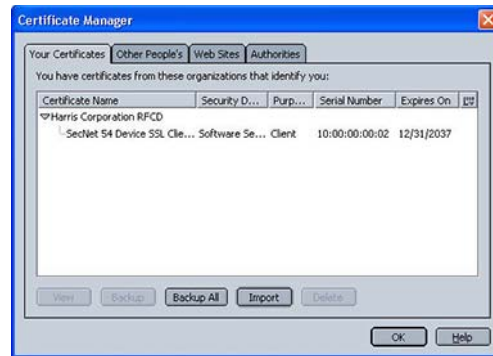 Certificate Manager
Your Certificates Other People's Web Sites Authorities
You have certificates from these organizations that identify you:
Certificate Name Security D... Purp... Serial Number Expires On
Harris Corporation RFCD
SecNet 54 Device SSL Clie... Software Se... Client 10:00:00:00:02 12/31/2037
View Backup Backup All Import Delete
OK Help